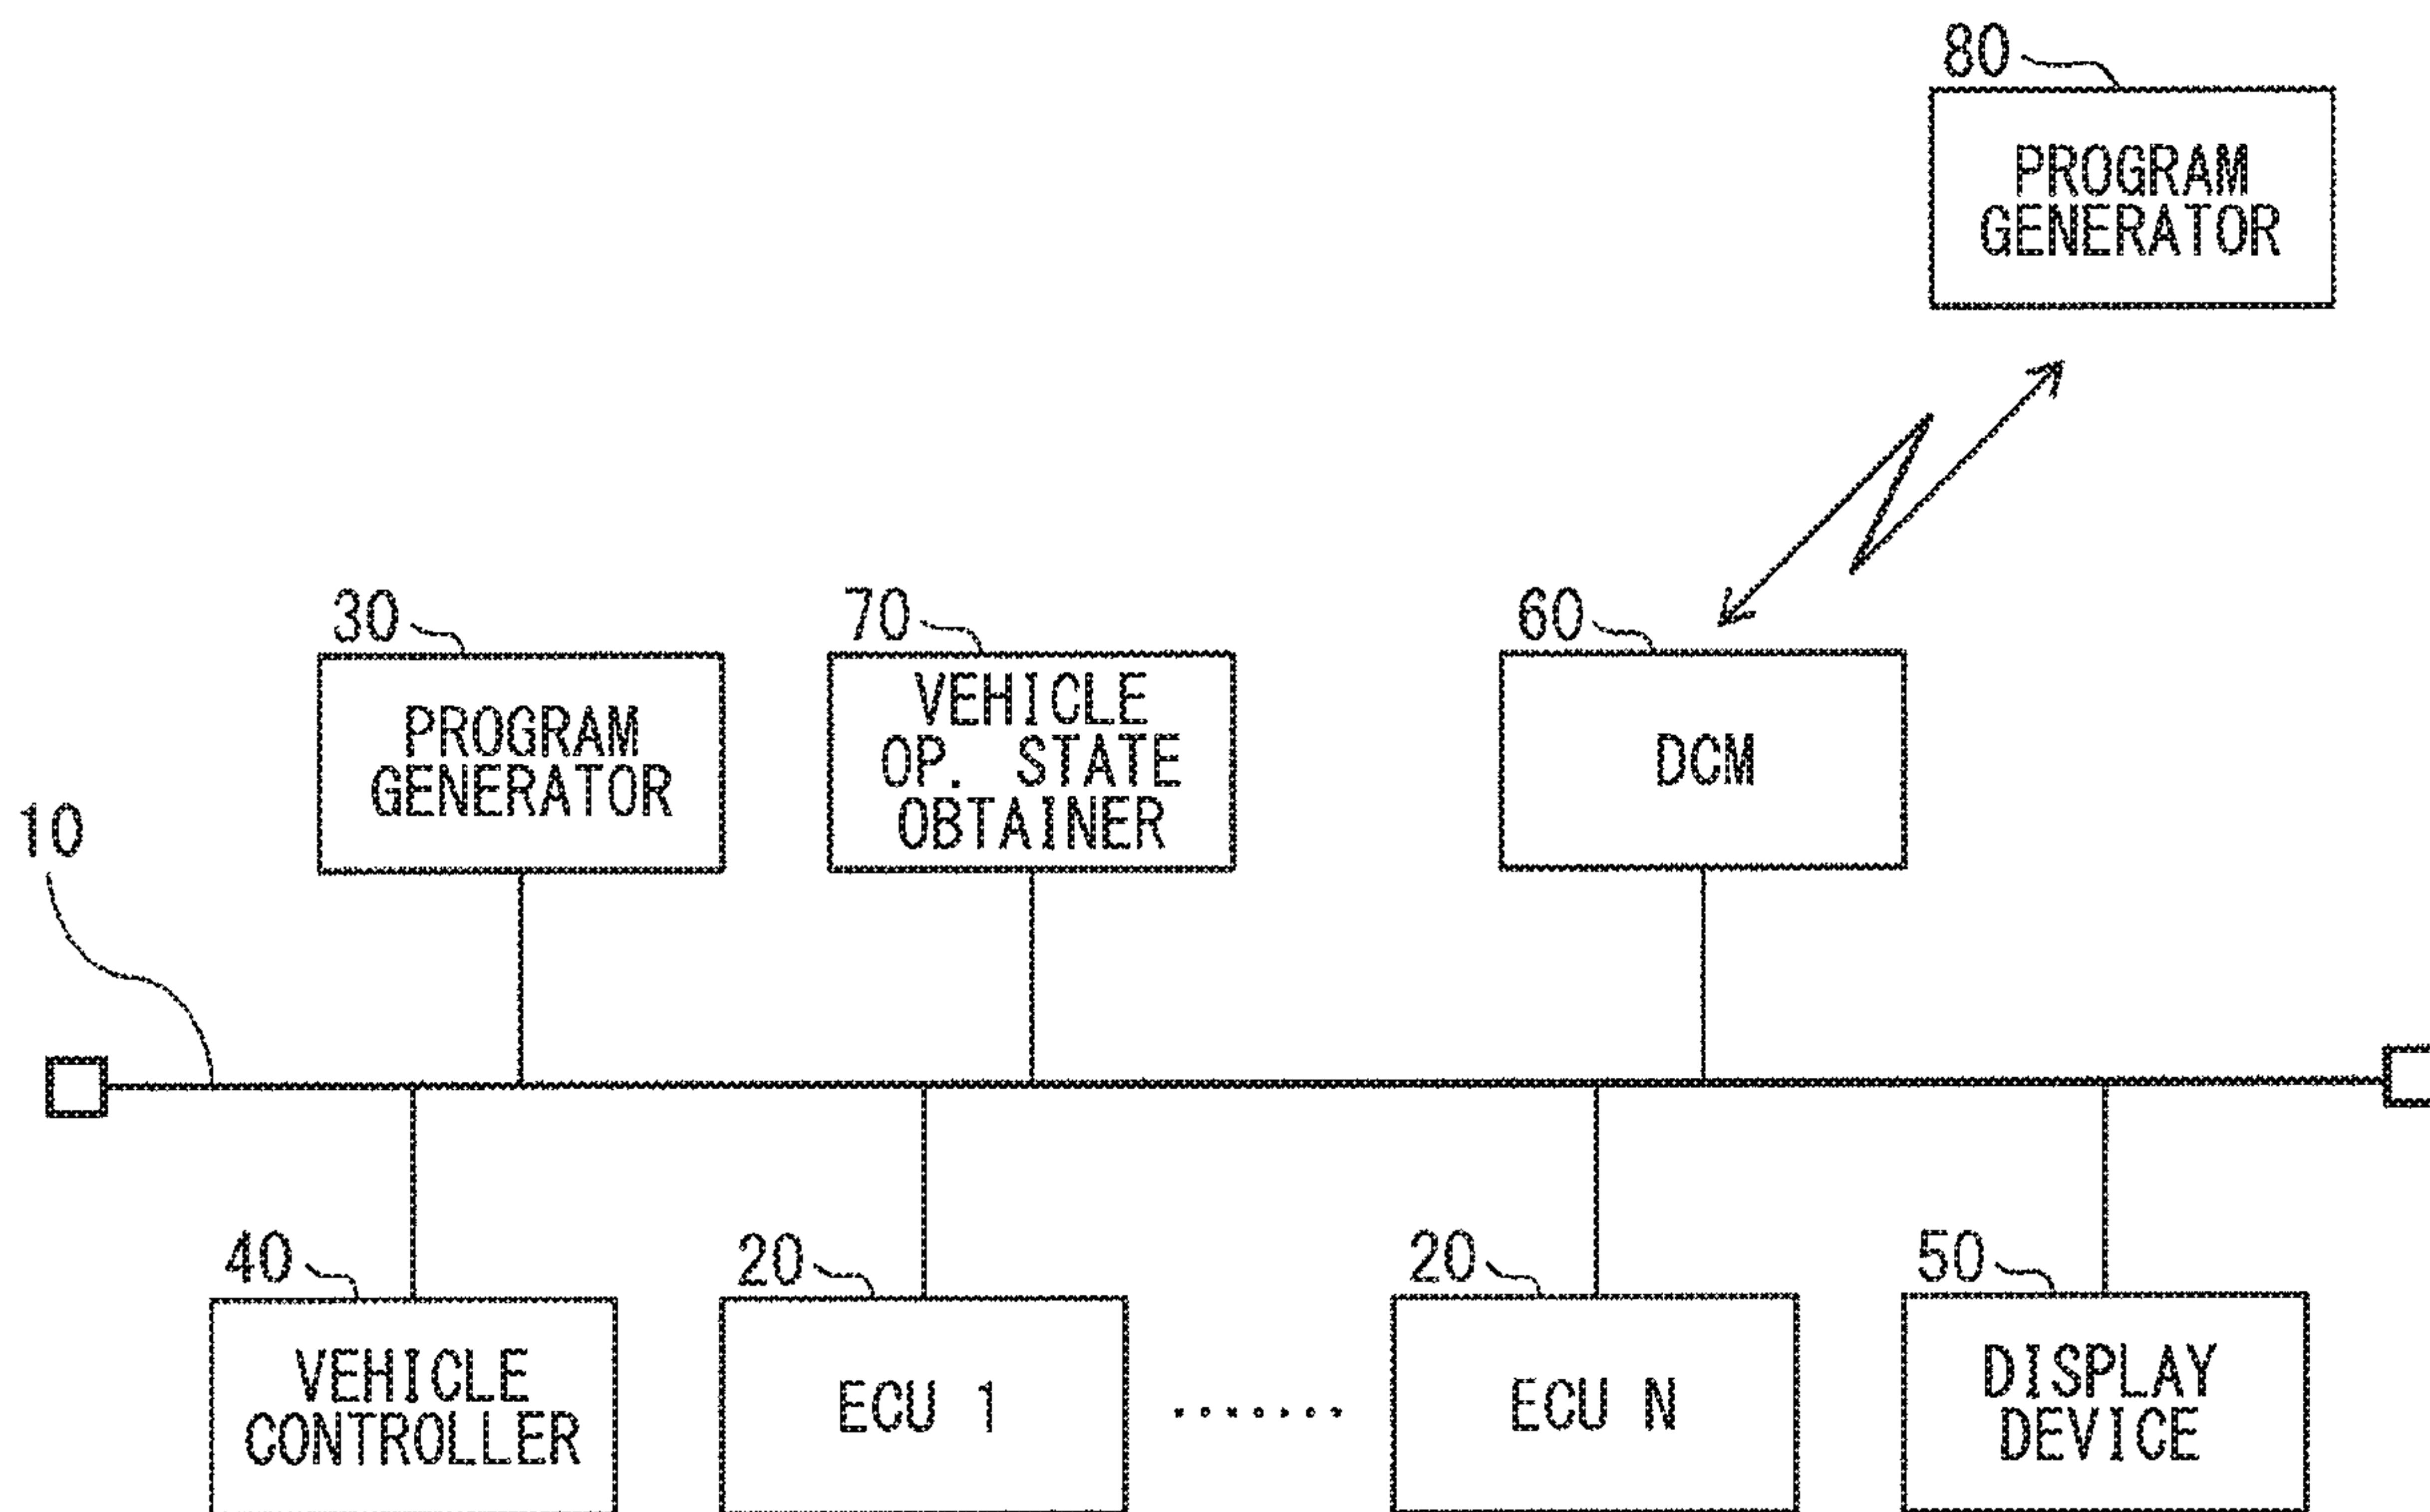 80
PROGRAM
GENERATOR
30
PROGRAM
GENERATOR
70
VEHICLE
OP. STATE
OBTAINER
60
DCM
10
40
VEHICLE
CONTROLLER
20
ECU 1
.......
20
ECU N
50
DISPLAY
DEVICE